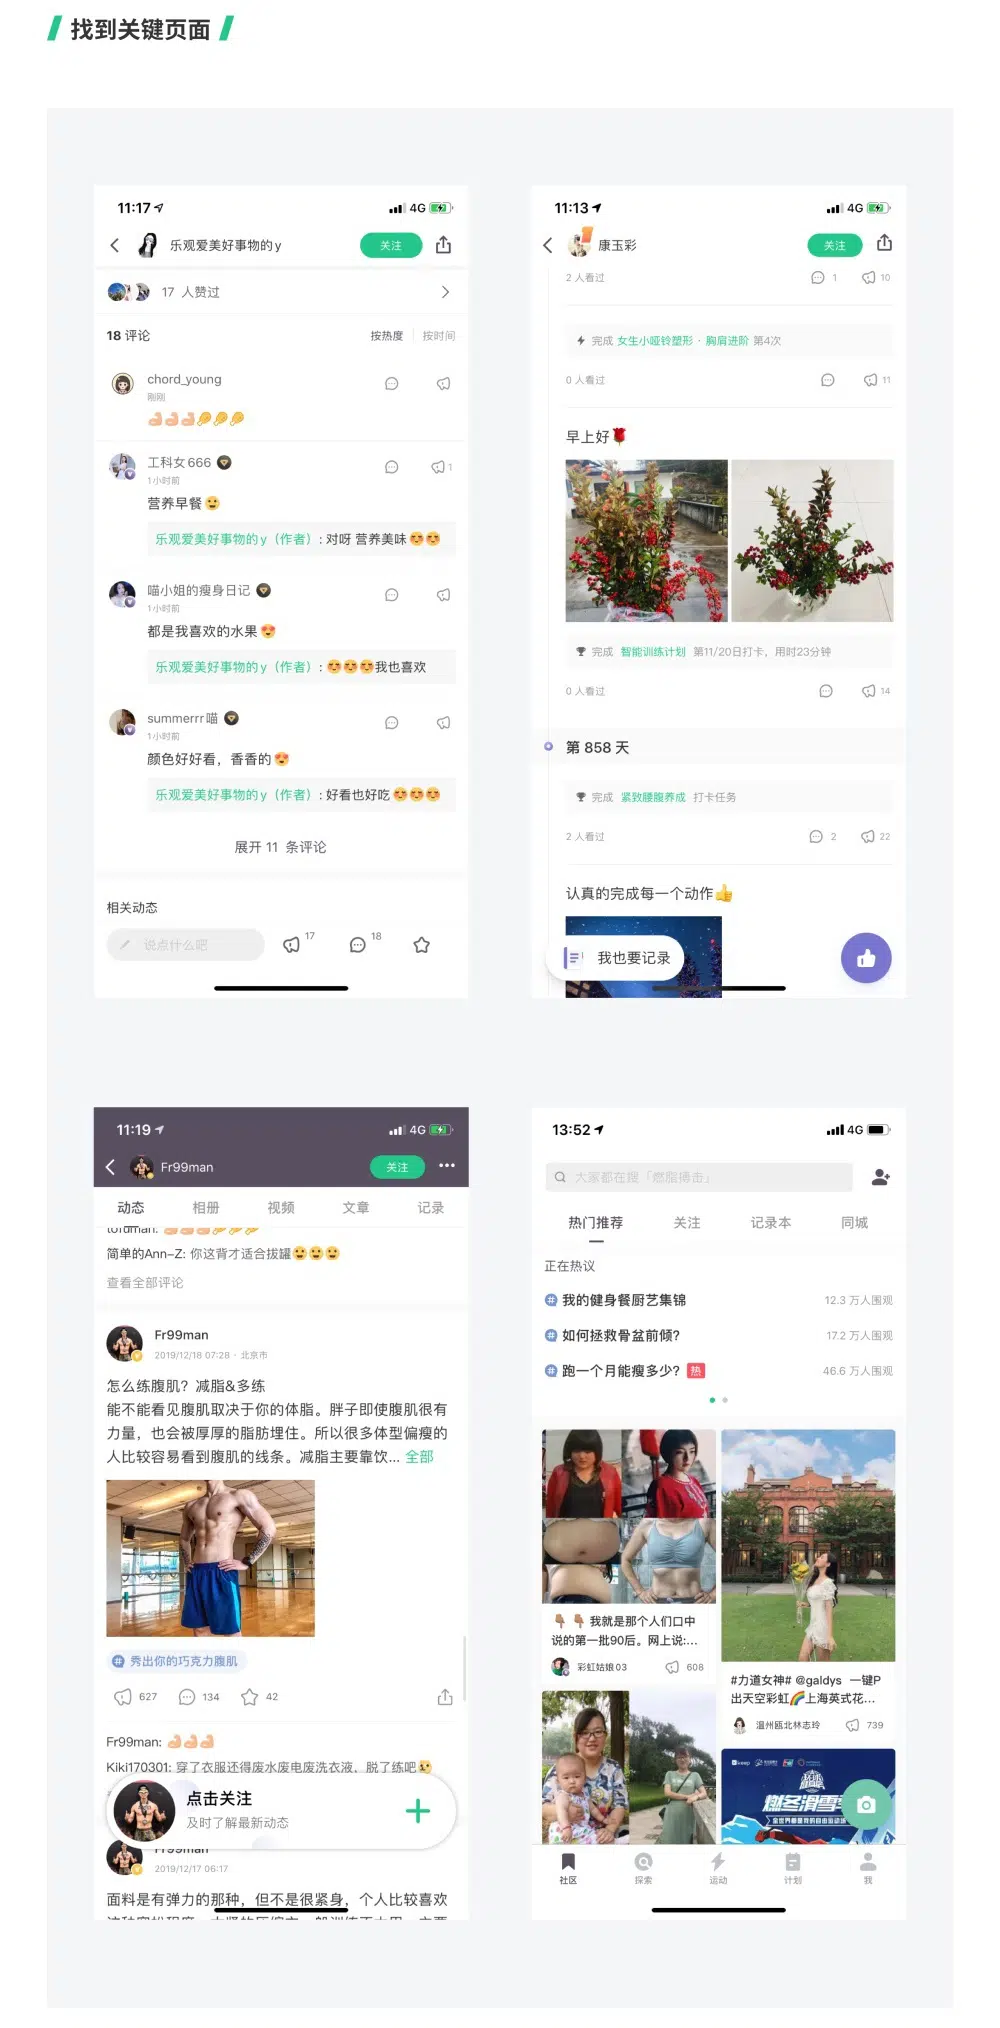 找到关键页面
11:17
4G
乐观爱美好事物的y
关注
17 人赞过
18 评论
按热度
按时间
chord_young
刚刚
工科女666
1
1小时前
营养早餐
乐观爱美好事物的y（作者）: 对呀 营养美味
喵小姐的瘦身日记
1小时前
都是我喜欢的水果
乐观爱美好事物的y（作者）: 我也喜欢
summerrr喵
1小时前
颜色好好看，香香的
乐观爱美好事物的y（作者）: 好看也好吃
展开 11 条评论
相关动态
说点什么吧
17
18
11:13
4G
康玉彩
关注
2 人看过
1
10
完成 女生小哑铃塑形 · 胸肩进阶 第4次
0 人看过
11
早上好
完成 智能训练计划 第11/20日打卡，用时23分钟
0 人看过
14
第 858 天
完成 紧致腰腹养成 打卡任务
2 人看过
2
22
认真的完成每一个动作
我也要记录
11:19
4G
Fr99man
关注
动态
相册
视频
文章
记录
简单的Ann-Z: 你这背才适合拔罐
查看全部评论
Fr99man
2019/12/18 07:28 · 北京市
怎么练腹肌？减脂&多练
能不能看见腹肌取决于你的体脂。胖子即使腹肌很有
力量，也会被厚厚的脂肪埋住。所以很多体型偏瘦的
人比较容易看到腹肌的线条。减脂主要靠饮... 全部
秀出你的巧克力腹肌
627
134
42
Fr99man:
Kiki170301: 穿了衣服还得废水废电废洗衣液，脱了练吧
点击关注
及时了解最新动态
Fr99man
2019/12/17 06:17
面料是有弹力的那种，但不是很紧身，个人比较喜欢
13:52
4G
大家都在搜「燃脂搏击」
热门推荐
关注
记录本
同城
正在热议
# 我的健身餐厨艺集锦
12.3 万人围观
# 如何拯救骨盆前倾？
17.2 万人围观
# 跑一个月能瘦多少？ 热
46.6 万人围观
我就是那个人们口中
说的第一批90后。网上说:...
彩虹姑娘03
608
#力道女神# @galdys 一键P
出天空彩虹🌈上海英式花...
温州瓯北林志玲
739
keep
燃冬滑雪
社区
探索
运动
计划
我